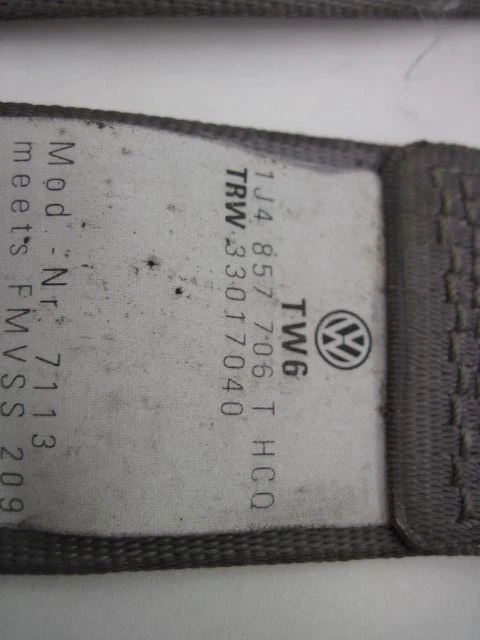 TW6
1J4 857 706 T HCQ
TRW 33017040
Mod.-Nr. 7113
meets FMVSS 209